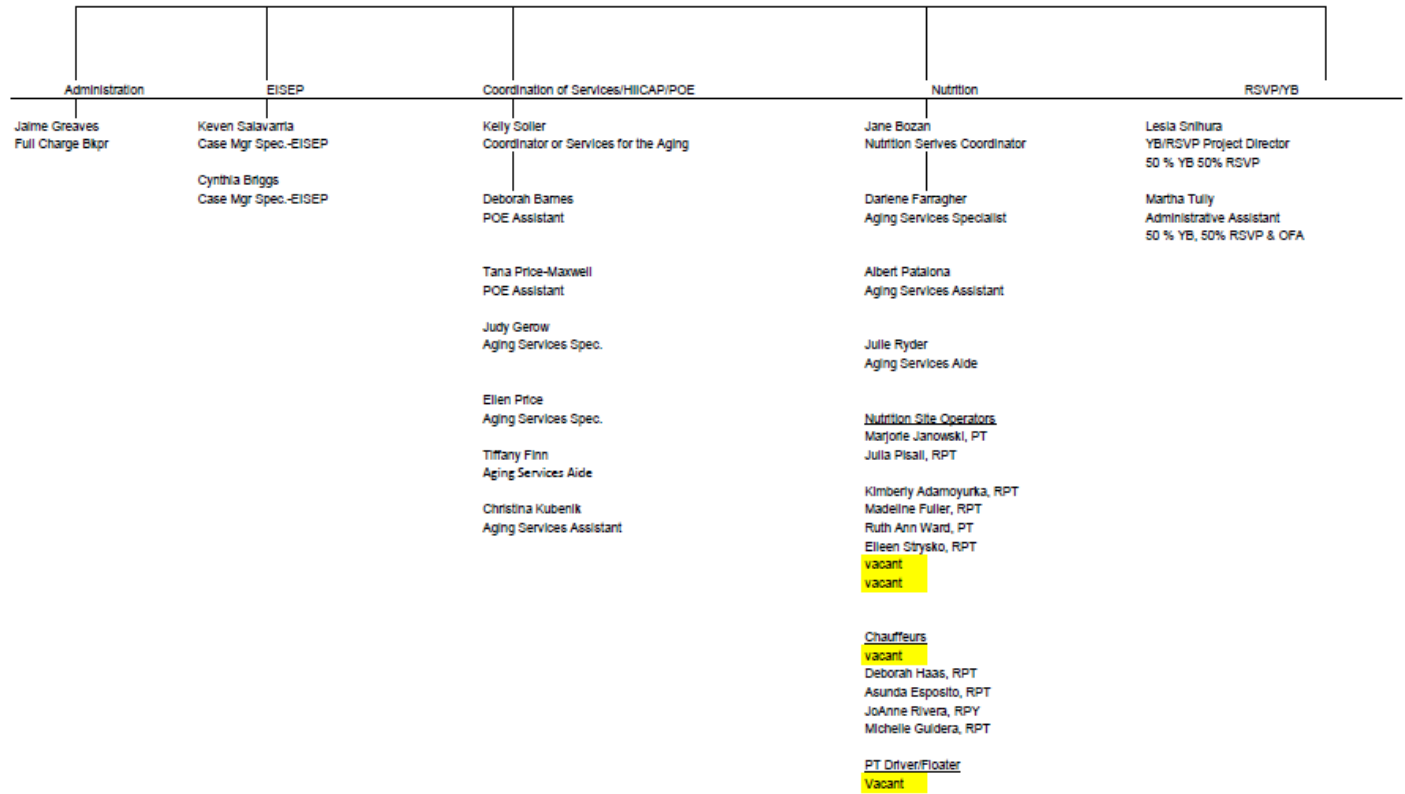 Administration
EISEP
Coordination of Services/HIICAP/POE
Nutrition
RSVP/YB
Jaime Greaves
Full Charge Bkpr
Keven Salavarria
Case Mgr Spec.-EISEP
Cynthia Briggs
Case Mgr Spec.-EISEP
Kelly Soller
Coordinator or Services for the Aging
Deborah Barnes
POE Assistant
Tana Price-Maxwell
POE Assistant
Judy Gerow
Aging Services Spec.
Ellen Price
Aging Services Spec.
Tiffany Finn
Aging Services Aide
Christina Kubenik
Aging Services Assistant
Jane Bozan
Nutrition Serives Coordinator
Darlene Farragher
Aging Services Specialist
Albert Patalona
Aging Services Assistant
Julie Ryder
Aging Services Aide
Nutrition Site Operators
Marjorie Janowski, PT
Julia Pisall, RPT
Kimberly Adamoyurka, RPT
Madeline Fuller, RPT
Ruth Ann Ward, PT
Eileen Strysko, RPT
vacant
vacant
Chauffeurs
vacant
Deborah Haas, RPT
Asunda Esposito, RPT
JoAnne Rivera, RPY
Michelle Guidera, RPT
PT Driver/Floater
Vacant
Lesia Snihura
YB/RSVP Project Director
50 % YB 50% RSVP
Martha Tully
Administrative Assistant
50 % YB, 50% RSVP & OFA